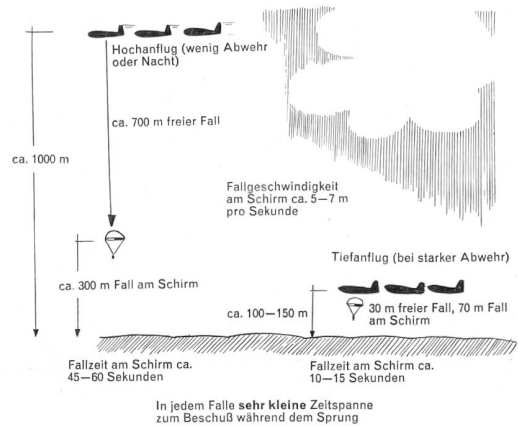 Hochanflug (wenig Abwehr
oder Nacht)
ca. 700 m freier Fall
ca. 1000 m
Fallgeschwindigkeit
am Schirm ca. 5—7 m
pro Sekunde
ca. 300 m Fall am Schirm
Tiefanflug (bei starker Abwehr)
ca. 100—150 m
30 m freier Fall, 70 m Fall
am Schirm
Fallzeit am Schirm ca.
45—60 Sekunden
Fallzeit am Schirm ca.
10—15 Sekunden
In jedem Falle sehr kleine Zeitspanne
zum Beschuß während dem Sprung